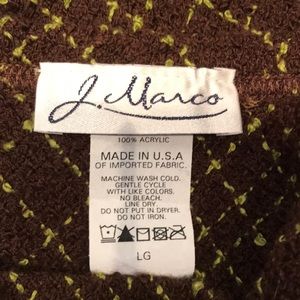 J. Marco
100% ACRYLIC
MADE IN U.S.A
OF IMPORTED FABRIC.
MACHINE WASH COLD.
GENTLE CYCLE
WITH LIKE COLORS.
NO BLEACH.
LINE DRY.
DO NOT PUT IN DRYER.
DO NOT IRON.
LG